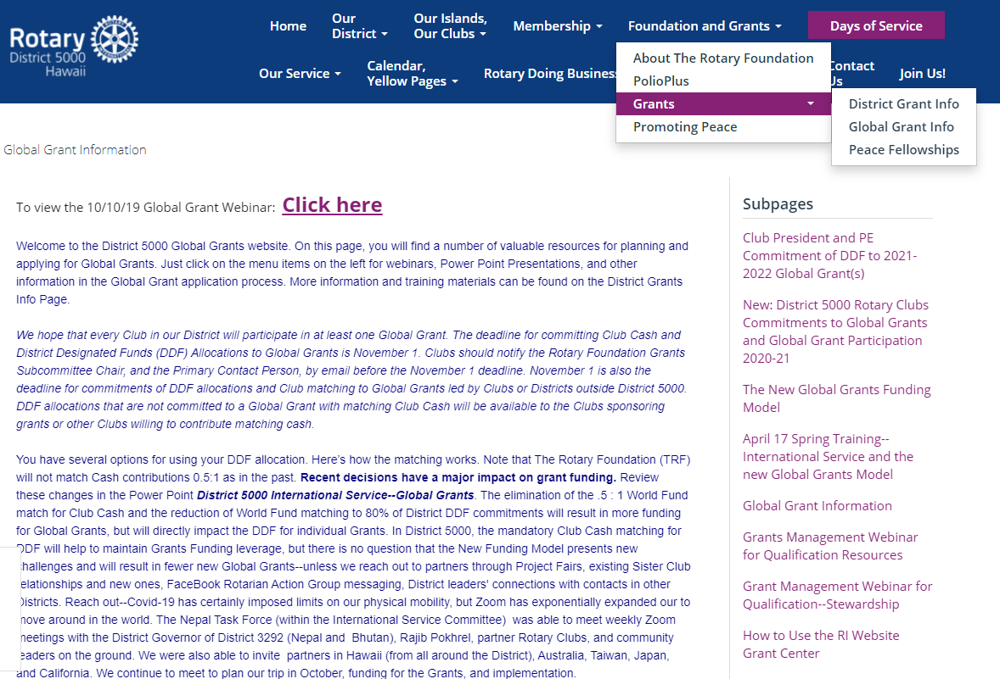 Rotary
District 5000
Hawaii
Home
Our
District
Our Islands,
Our Clubs
Membership
Foundation and Grants
Days of Service
Our Service
Calendar,
Yellow Pages
Rotary Doing
Contact
Us
Join Us!
About The Rotary Foundation
PolioPlus
Grants
Promoting Peace
District Grant Info
Global Grant Info
Peace Fellowships
Global Grant Information
To view the 10/10/19 Global Grant Webinar: Click here
Welcome to the District 5000 Global Grants website. On this page, you will find a number of valuable resources for planning and
applying for Global Grants. Just click on the menu items on the left for webinars, Power Point Presentations, and other
information in the Global Grant application process. More information and training materials can be found on the District Grants
Info Page.
We hope that every Club in our District will participate in at least one Global Grant. The deadline for committing Club Cash and
District Designated Funds (DDF) Allocations to Global Grants is November 1. Clubs should notify the Rotary Foundation Grants
Subcommittee Chair, and the Primary Contact Person, by email before the November 1 deadline. November 1 is also the
deadline for commitments of DDF allocations and Club matching to Global Grants led by Clubs or Districts outside District 5000.
DDF allocations that are not committed to a Global Grant with matching Club Cash will be available to the Clubs sponsoring
grants or other Clubs willing to contribute matching cash.
You have several options for using your DDF allocation. Here's how the matching works. Note that The Rotary Foundation (TRF)
will not match Cash contributions 0.5:1 as in the past. Recent decisions have a major impact on grant funding. Review
these changes in the Power Point District 5000 International Service--Global Grants. The elimination of the .5 : 1 World Fund
match for Club Cash and the reduction of World Fund matching to 80% of District DDF commitments will result in more funding
for Global Grants, but will directly impact the DDF for individual Grants. In District 5000, the mandatory Club Cash matching for
DDF will help to maintain Grants Funding leverage, but there is no question that the New Funding Model presents new
challenges and will result in fewer new Global Grants--unless we reach out to partners through Project Fairs, existing Sister Club
relationships and new ones, FaceBook Rotarian Action Group messaging, District leaders' connections with contacts in other
Districts. Reach out--Covid-19 has certainly imposed limits on our physical mobility, but Zoom has exponentially expanded our to
move around in the world. The Nepal Task Force (within the International Service Committee) was able to meet weekly Zoom
meetings with the District Governor of District 3292 (Nepal and Bhutan), Rajib Pokhrel, partner Rotary Clubs, and community
leaders on the ground. We were also able to invite partners in Hawaii (from all around the District), Australia, Taiwan, Japan,
and California. We continue to meet to plan our trip in October, funding for the Grants, and implementation.
Subpages
Club President and PE
Commitment of DDF to 2021-
2022 Global Grant(s)
New: District 5000 Rotary Clubs
Commitments to Global Grants
and Global Grant Participation
2020-21
The New Global Grants Funding
Model
April 17 Spring Training--
International Service and the
new Global Grants Model
Global Grant Information
Grants Management Webinar
for Qualification Resources
Grant Management Webinar for
Qualification--Stewardship
How to Use the RI Website
Grant Center